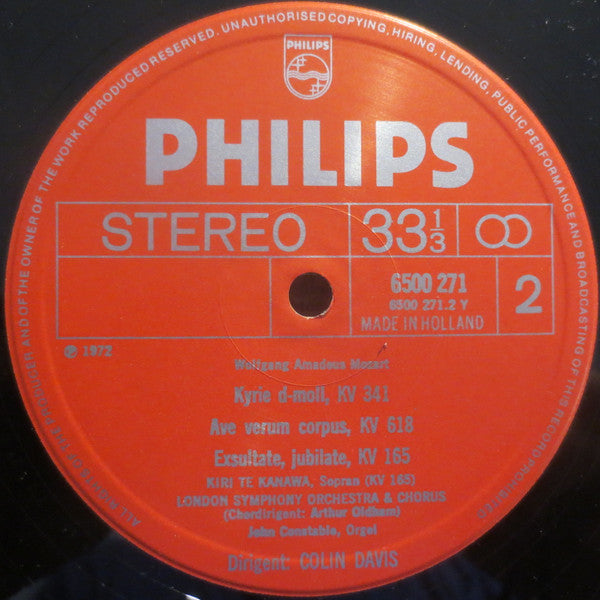 ALL RIGHTS OF THE PRODUCER AND OF THE OWNER OF THE WORK REPRODUCED RESERVED. UNAUTHORISED COPYING, HIRING, LENDING, PUBLIC PERFORMANCE AND BROADCASTING OF THIS RECORD PROHIBITED
PHILIPS
PHILIPS
STEREO 33 1/3
6500 271
6500 271.2 Y
2
MADE IN HOLLAND
℗ 1972
Wolfgang Amadeus Mozart
Kyrie d-moll, KV 341
Ave verum corpus, KV 618
Exsultate, jubilate, KV 165
KIRI TE KANAWA, Sopran (KV 165)
LONDON SYMPHONY ORCHESTRA & CHORUS
(Chordirigent: Arthur Oldham)
John Constable, Orgel
Dirigent: COLIN DAVIS